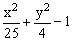 x²/25 + y²/4 − 1